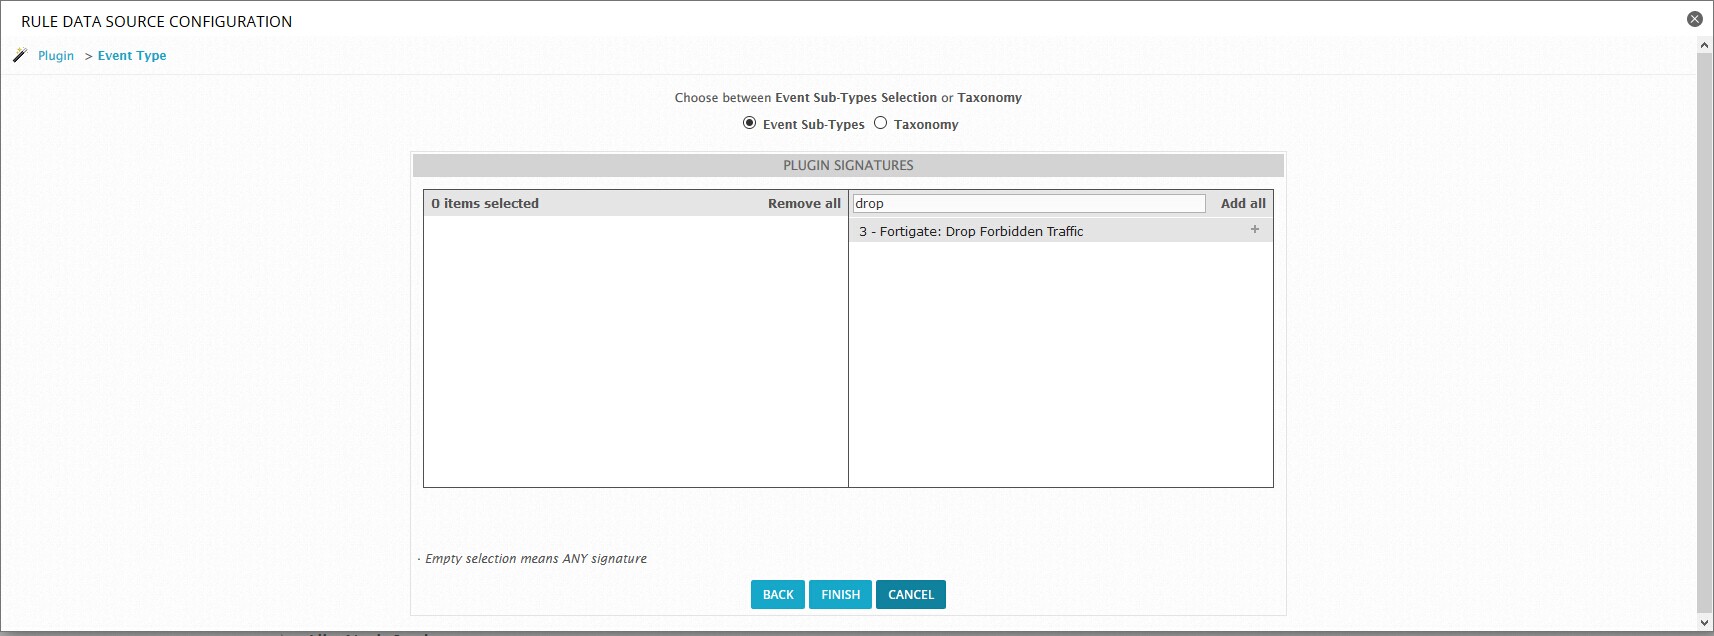 RULE DATA SOURCE CONFIGURATION
Plugin > Event Type
Choose between Event Sub-Types Selection or Taxonomy
Event Sub-Types Taxonomy
PLUGIN SIGNATURES
0 items selected Remove all drop Add all
3 - Fortigate: Drop Forbidden Traffic +
· Empty selection means ANY signature
BACK FINISH CANCEL